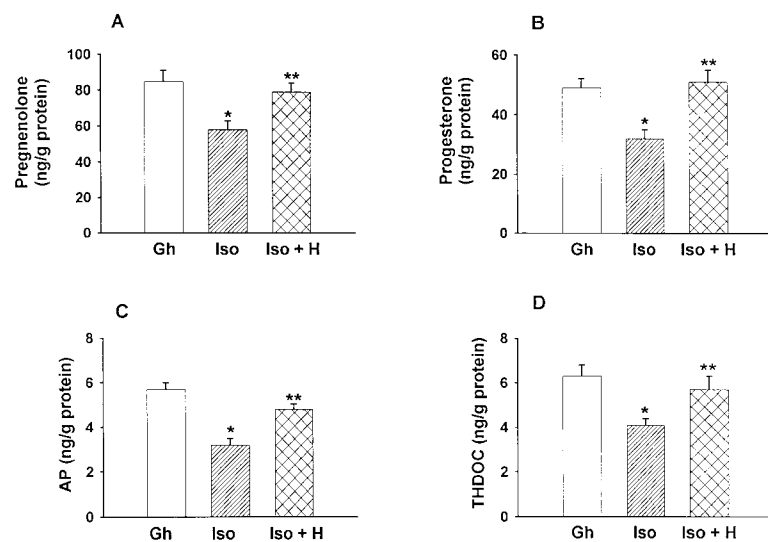 A
100
80
60
40
20
0
Pregnenolone
(ng/g protein)
*
**
Gh Iso Iso + H
B
60
40
20
0
Progesterone
(ng/g protein)
*
**
Gh Iso Iso + H
C
8
6
4
2
0
AP (ng/g protein)
*
**
Gh Iso Iso + H
D
8
6
4
2
0
THDOC (ng/g protein)
*
**
Gh Iso Iso + H